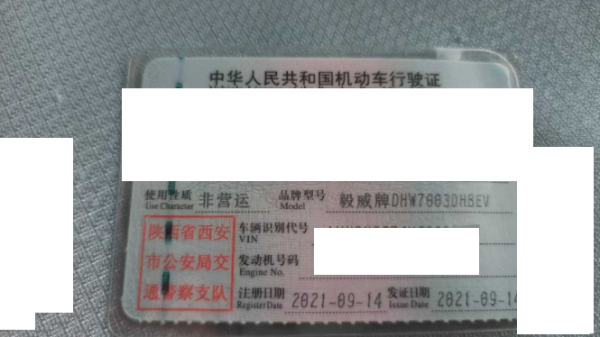 中华人民共和国机动车行驶证
使用性质 非营运 品牌型号 毅威牌DHW7003DHBEV
Use Character Model
陕西省西安
市公安局交
通警察支队
车辆识别代号
VIN
发动机号码
Engine No.
注册日期 2021-09-14 发证日期 2021-09-14
Register Date Issue Date